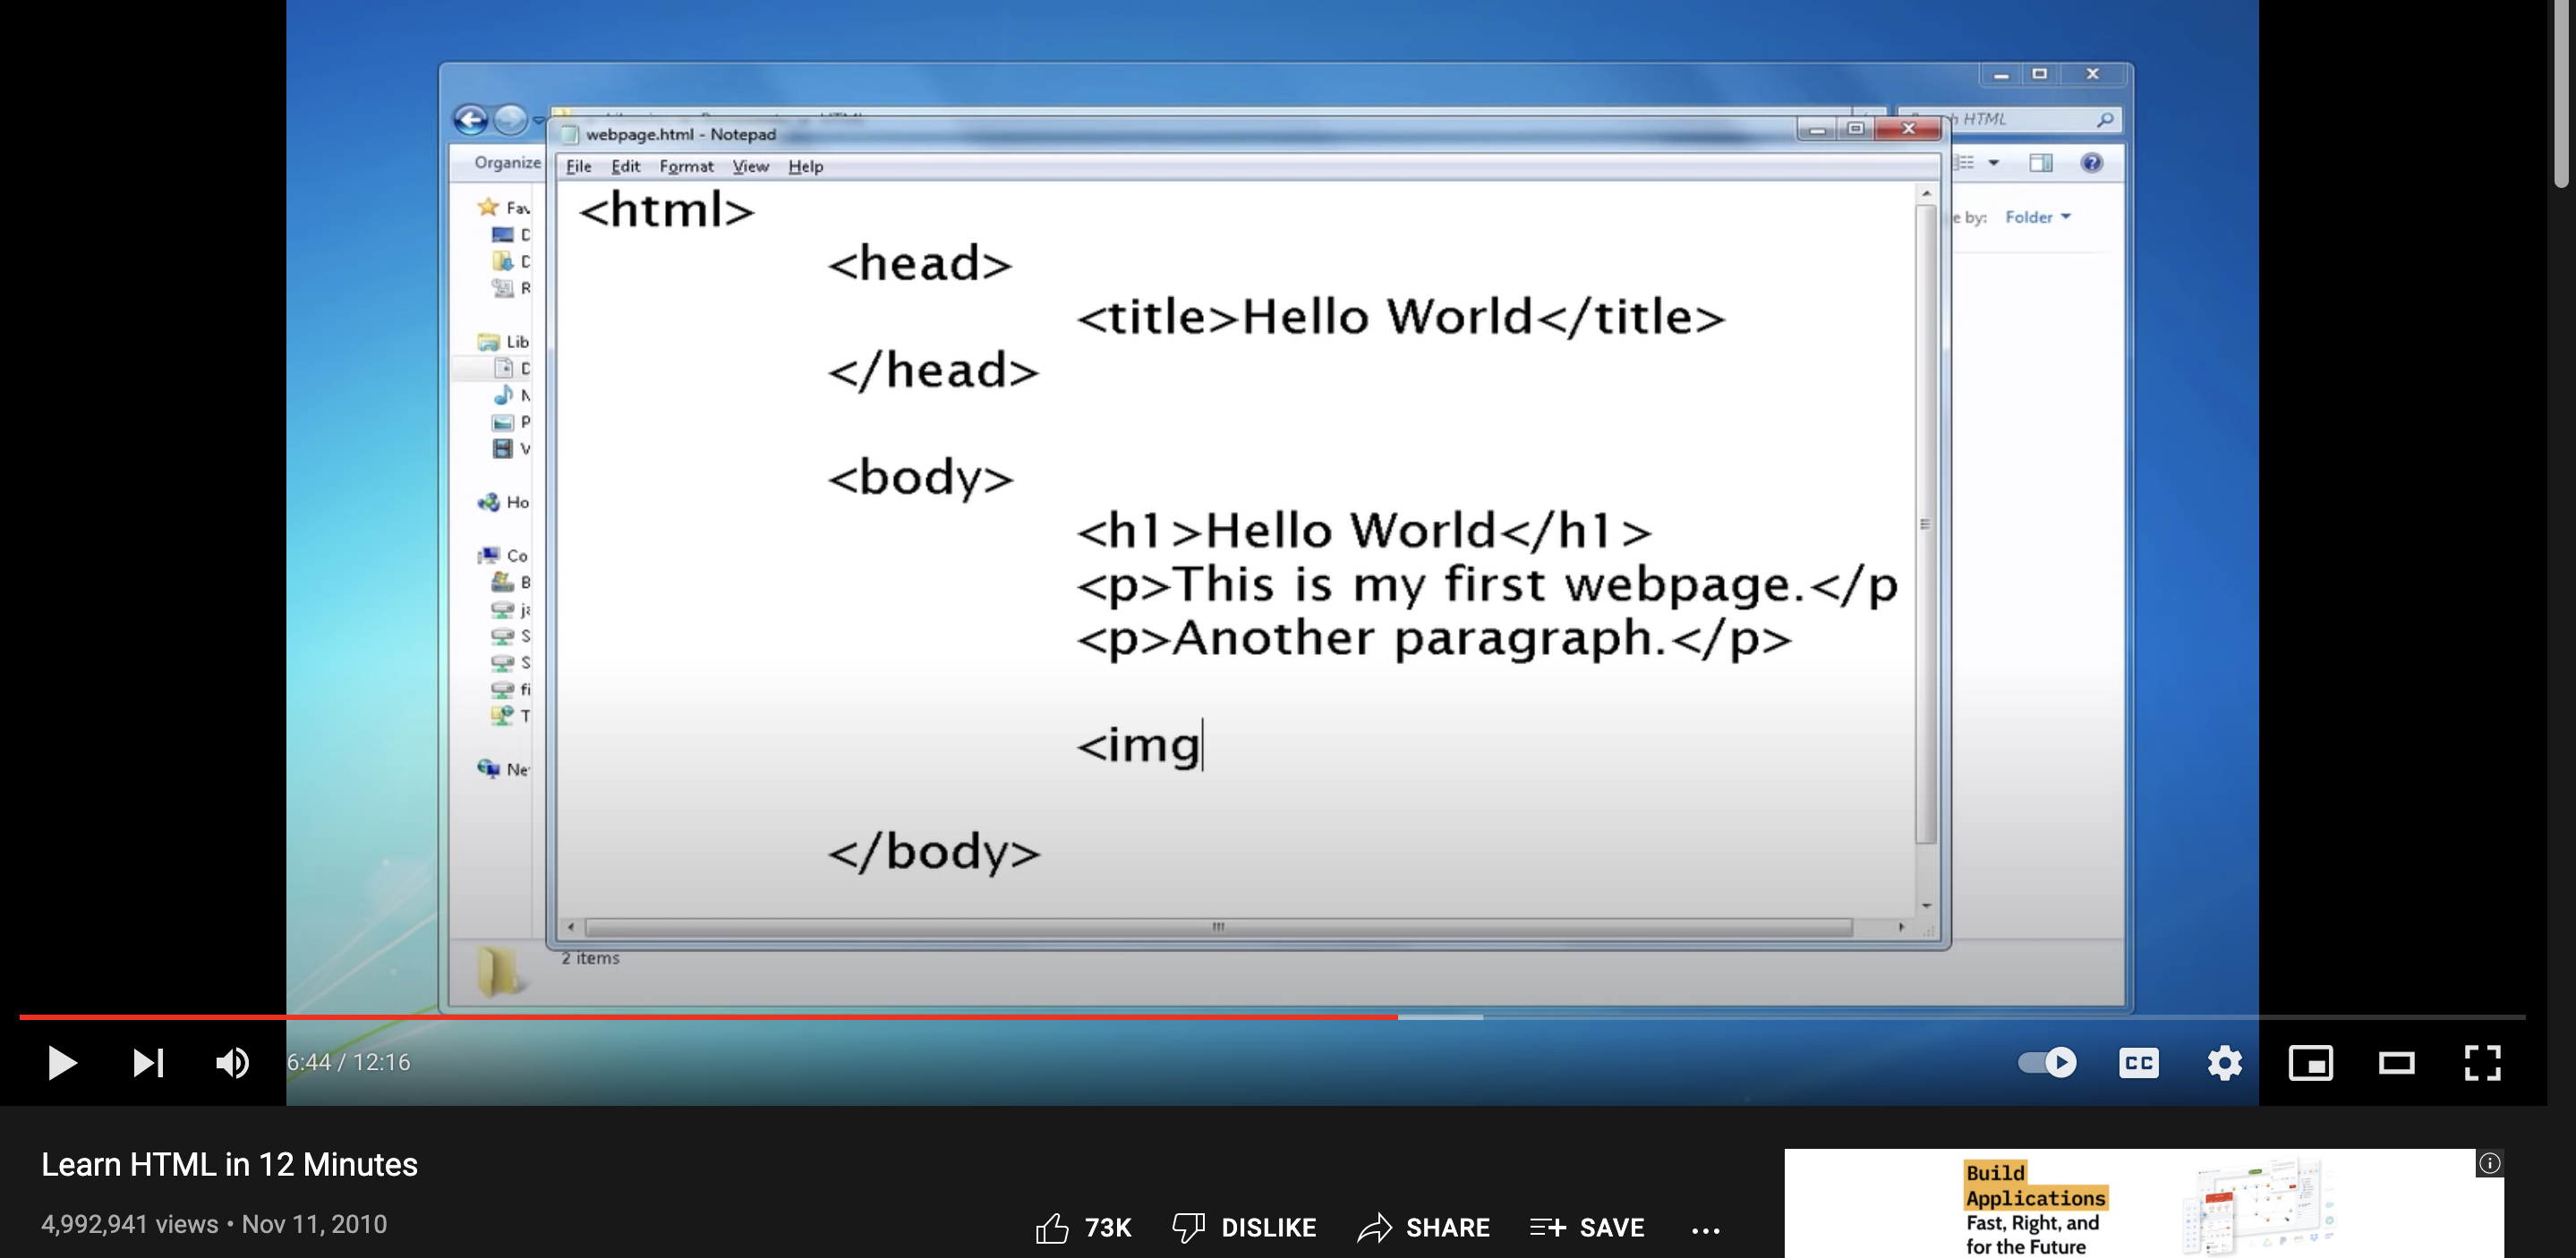 HTML
webpage.html - Notepad
File Edit Format View Help
Organize
e by: Folder
<html>
<head>
<title>Hello World</title>
</head>
<body>
<h1>Hello World</h1>
<p>This is my first webpage.</p
<p>Another paragraph.</p>
<img
</body>
Fav
D
D
R
Lib
D
M
P
V
Ho
Co
B
ja
S
S
fi
T
Ne
2 items
6:44 / 12:16
CC
Learn HTML in 12 Minutes
4,992,941 views • Nov 11, 2010
73K DISLIKE SHARE SAVE
Build
Applications
Fast, Right, and
for the Future